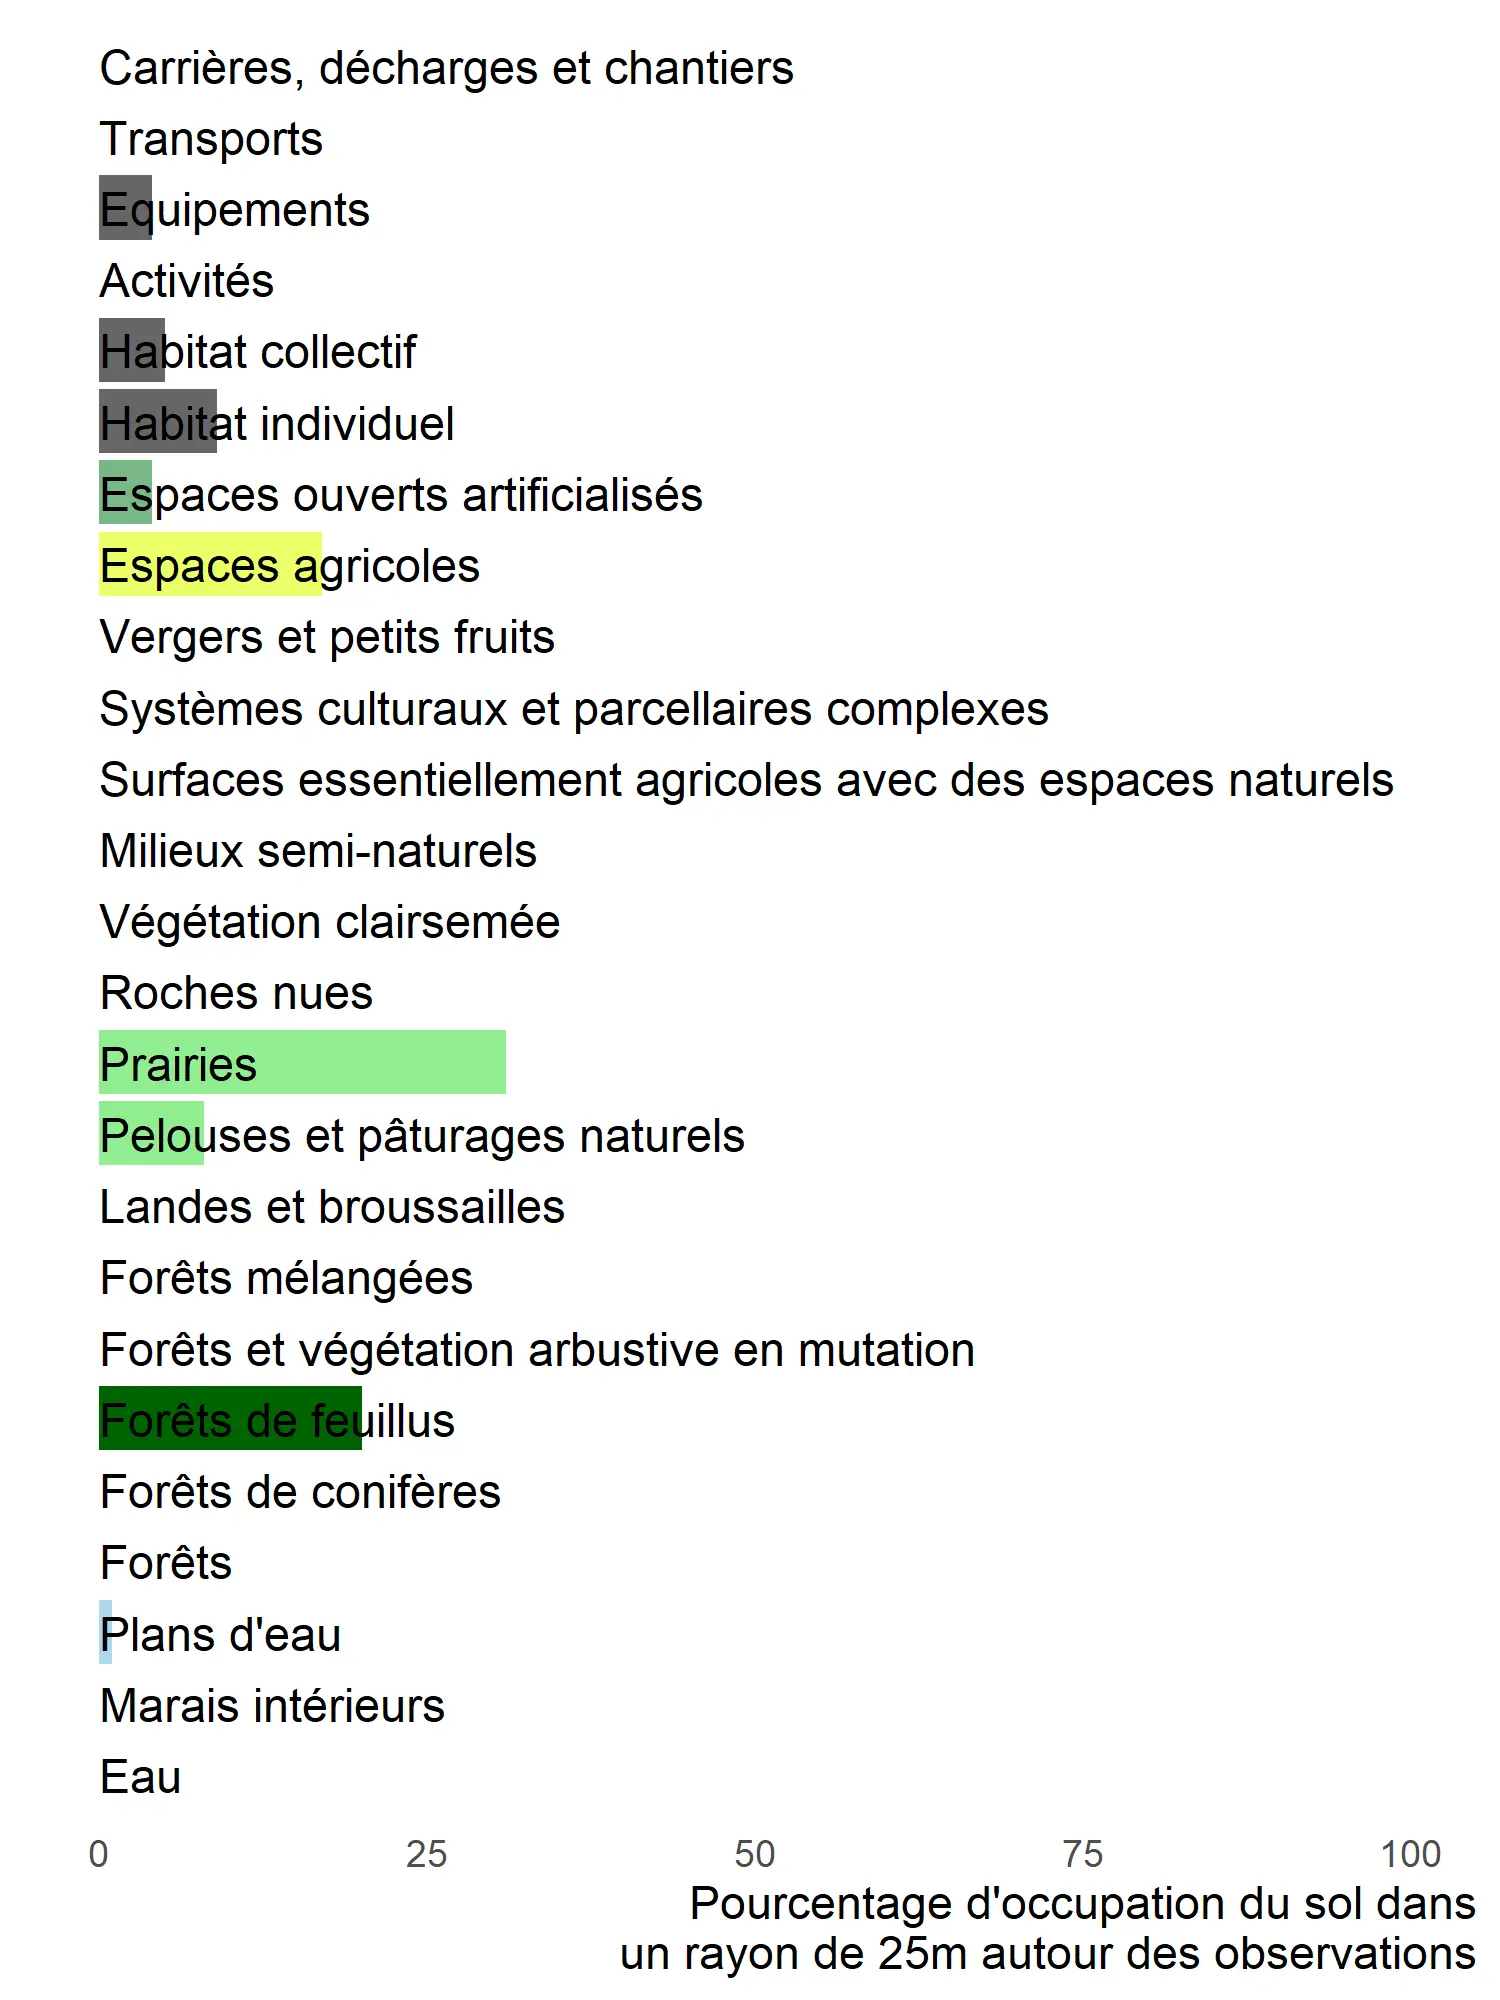 Carrières, décharges et chantiers
Transports
Equipements
Activités
Habitat collectif
Habitat individuel
Espaces ouverts artificialisés
Espaces agricoles
Vergers et petits fruits
Systèmes culturaux et parcellaires complexes
Surfaces essentiellement agricoles avec des espaces naturels
Milieux semi-naturels
Végétation clairsemée
Roches nues
Prairies
Pelouses et pâturages naturels
Landes et broussailles
Forêts mélangées
Forêts et végétation arbustive en mutation
Forêts de feuillus
Forêts de conifères
Forêts
Plans d'eau
Marais intérieurs
Eau
0 25 50 75 100
Pourcentage d'occupation du sol dans
un rayon de 25m autour des observations